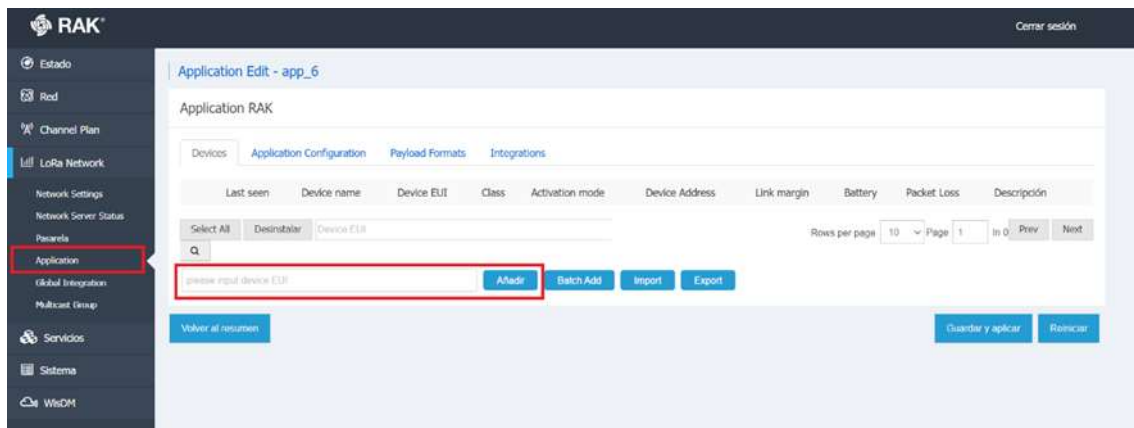 RAK
Cerrar sesión
Estado
Red
Channel Plan
LoRa Network
Network Settings
Network Server Status
Pasarela
Application
Global Integration
Multicast Group
Servicios
Sistema
WisDM
Application Edit - app_6
Application RAK
Devices Application Configuration Payload Formats Integrations
Last seen Device name Device EUI Class Activation mode Device Address Link margin Battery Packet Loss Descripción
Select All Desinstalar Device EUI Rows per page 10 Page 1 In 0 Prev Next
please input device EUI Añadir Batch Add Import Export
Volver al resumen Guardar y aplicar Reiniciar